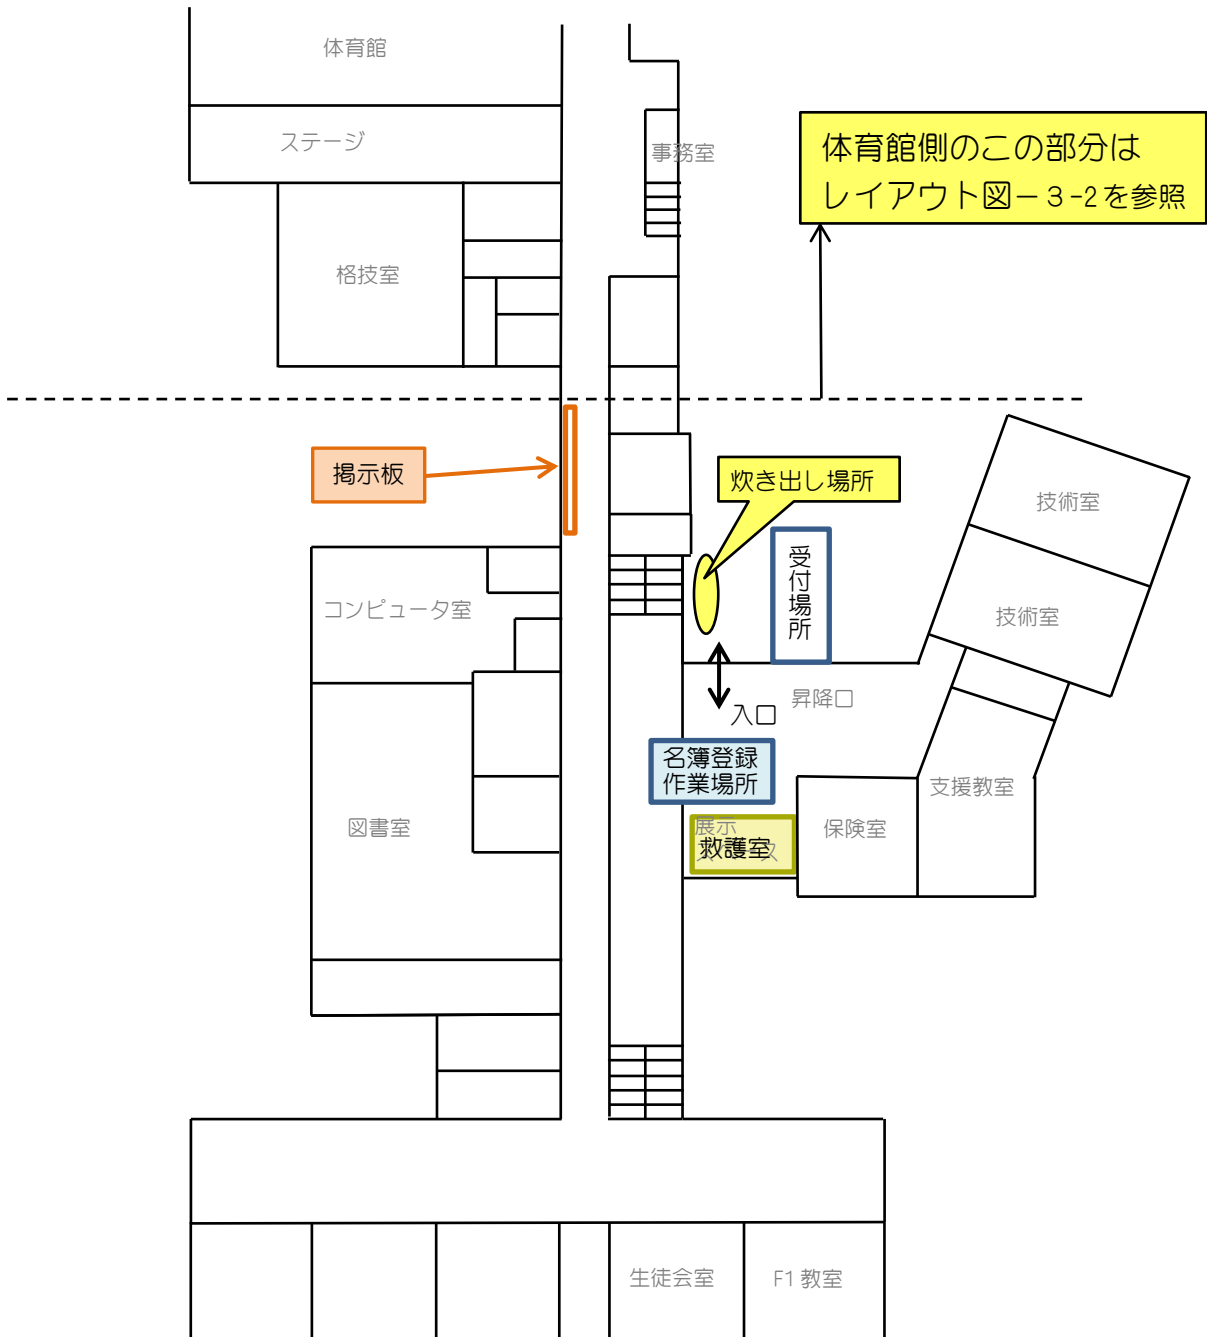 体育館
ステージ
事務室
体育館側のこの部分は
レイアウト図－３-2を参照
格技室
掲示板
炊き出し場所
技術室
受付場所
コンピュータ室
技術室
昇降口
入口
名簿登録
作業場所
支援教室
展示
救護室
保険室
図書室
生徒会室
F1教室